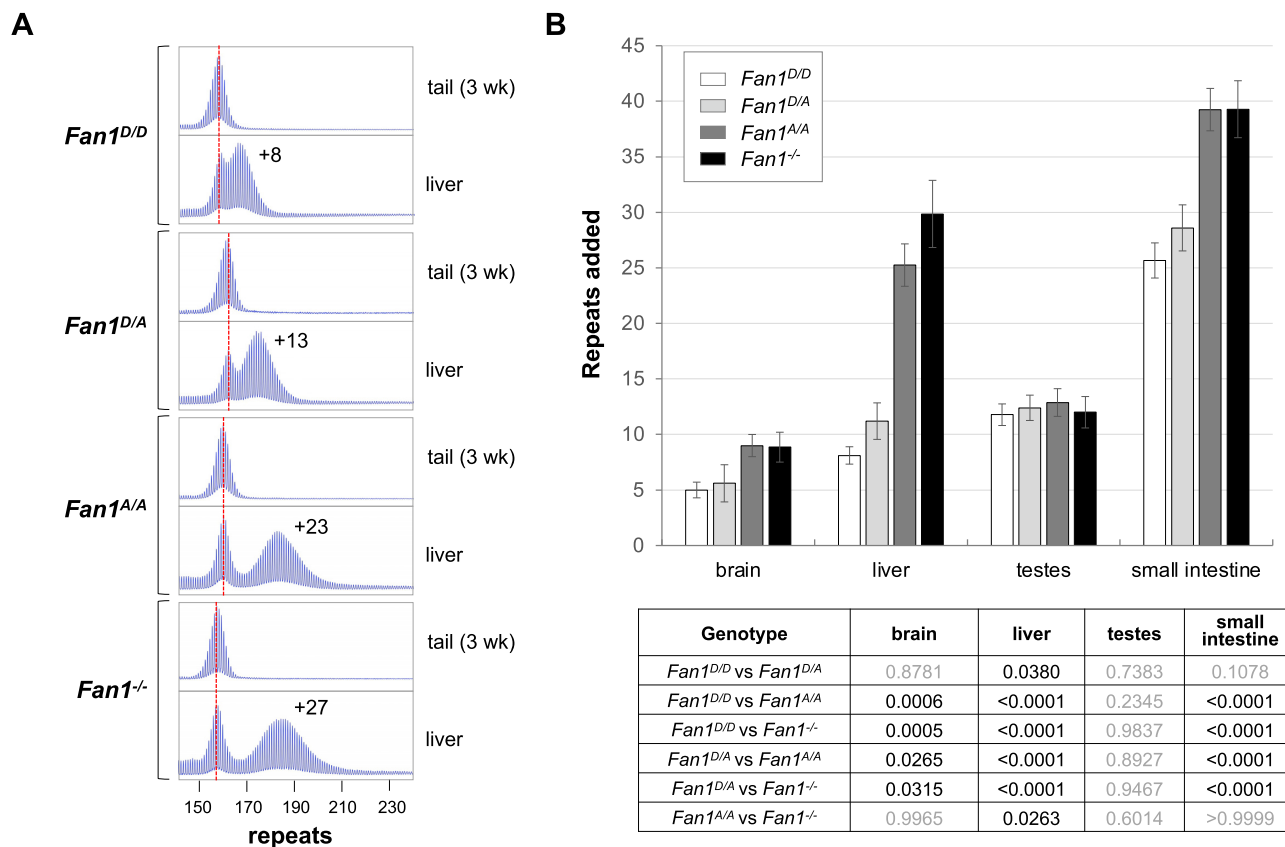 A
Fan1D/D
tail (3 wk)
+8
liver
Fan1D/A
tail (3 wk)
+13
liver
Fan1A/A
tail (3 wk)
+23
liver
Fan1-/-
tail (3 wk)
+27
liver
150 170 190 210 230
repeats
B
45
40
35
30
25
20
15
10
5
0
Repeats added
Fan1D/D
Fan1D/A
Fan1A/A
Fan1-/-
brain liver testes small intestine
Genotype brain liver testes small intestine
Fan1D/D vs Fan1D/A 0.8781 0.0380 0.7383 0.1078
Fan1D/D vs Fan1A/A 0.0006 <0.0001 0.2345 <0.0001
Fan1D/D vs Fan1-/- 0.0005 <0.0001 0.9837 <0.0001
Fan1D/A vs Fan1A/A 0.0265 <0.0001 0.8927 <0.0001
Fan1D/A vs Fan1-/- 0.0315 <0.0001 0.9467 <0.0001
Fan1A/A vs Fan1-/- 0.9965 0.0263 0.6014 >0.9999